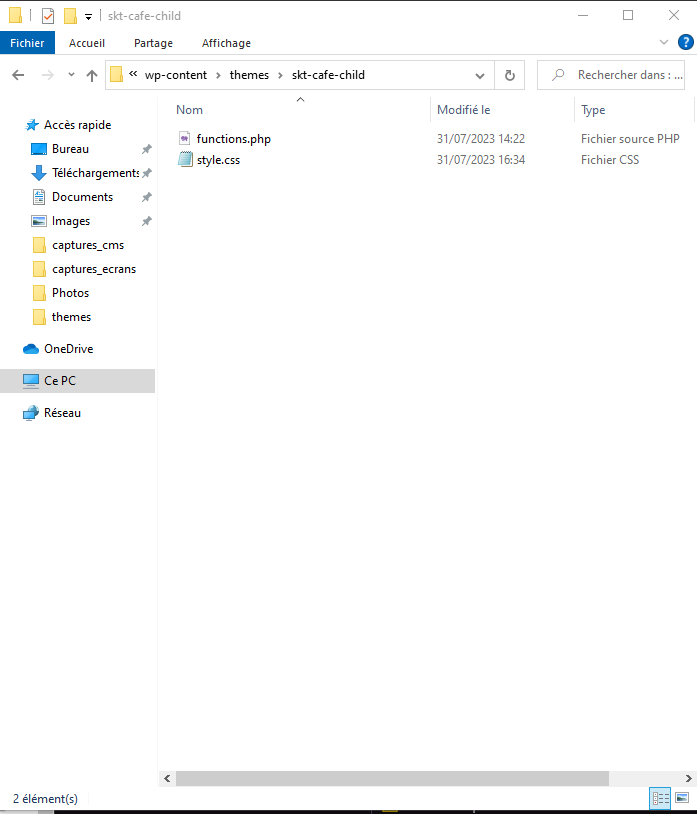 skt-cafe-child
Fichier Accueil Partage Affichage ?
« wp-content > themes > skt-cafe-child
Rechercher dans : ...
Nom Modifié le Type
functions.php 31/07/2023 14:22 Fichier source PHP
style.css 31/07/2023 16:34 Fichier CSS
Accès rapide
Bureau
Téléchargements
Documents
Images
captures_cms
captures_ecrans
Photos
themes
OneDrive
Ce PC
Réseau
2 élément(s)